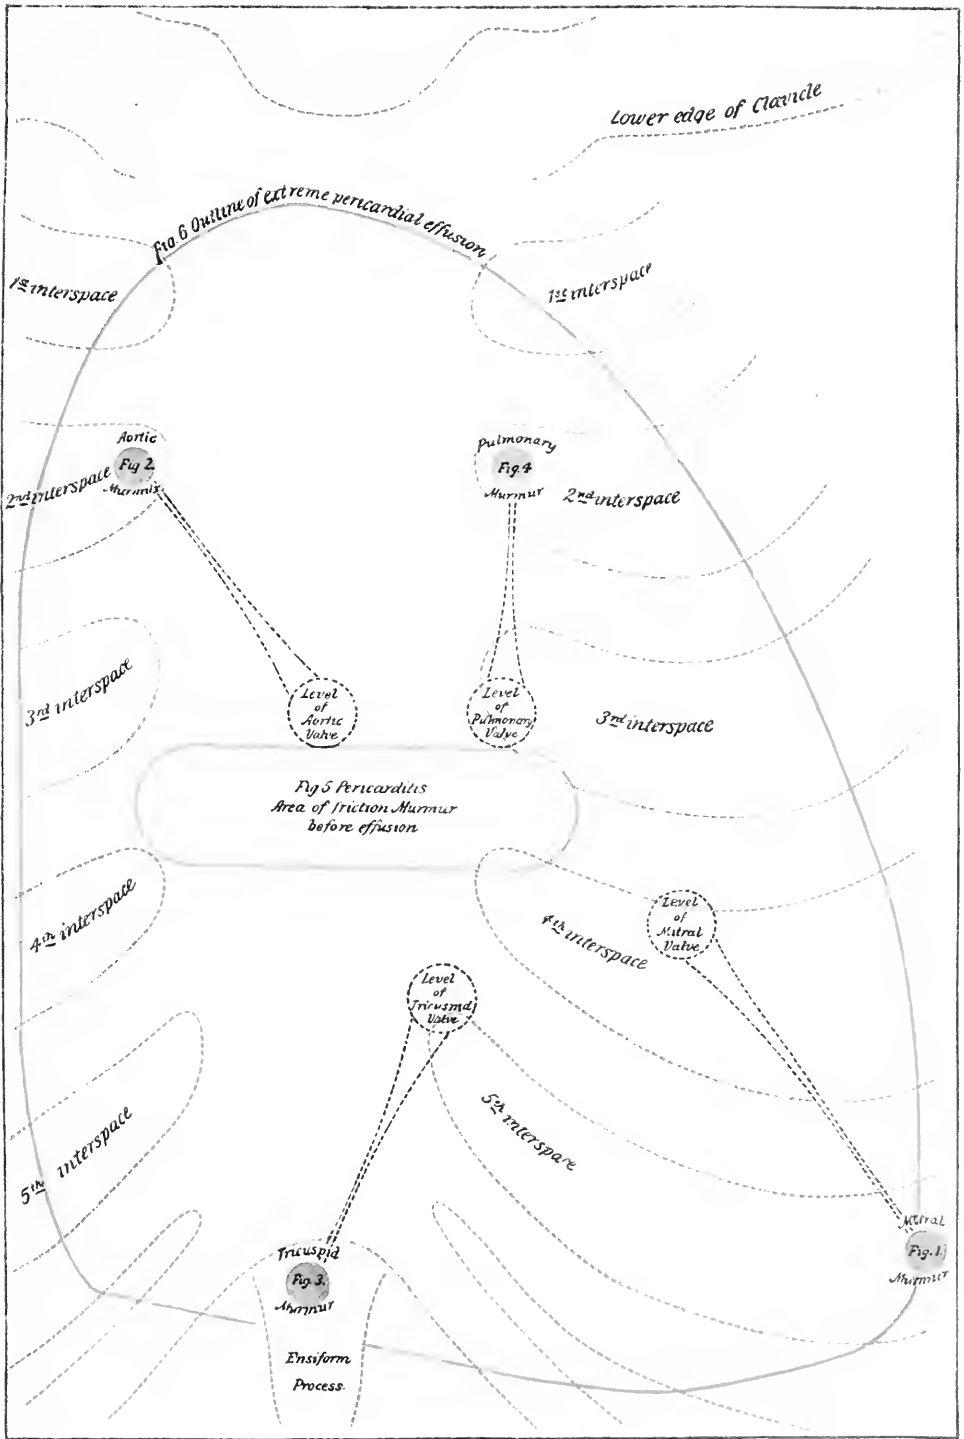 Lower edge of Clavicle
Fig. 6 Outline of extreme pericardial effusion
1st interspace
1st interspace
Aortic
Fig 2.
Murmur
Pulmonary
Fig. 4
Murmur
2nd interspace
2nd interspace
3rd interspace
Level
of
Aortic
Valve
Level
of
Pulmonary
Valve
3rd interspace
Fig 5 Pericarditis
Area of friction Murmur
before effusion
4th interspace
4th interspace
Level
of
Mitral
Valve
Level
of
Tricuspid
Valve
5th interspace
5th interspace
Tricuspid
Fig. 3.
Murmur
Mitral
Fig. 1.
Murmur
Ensiform
Process.